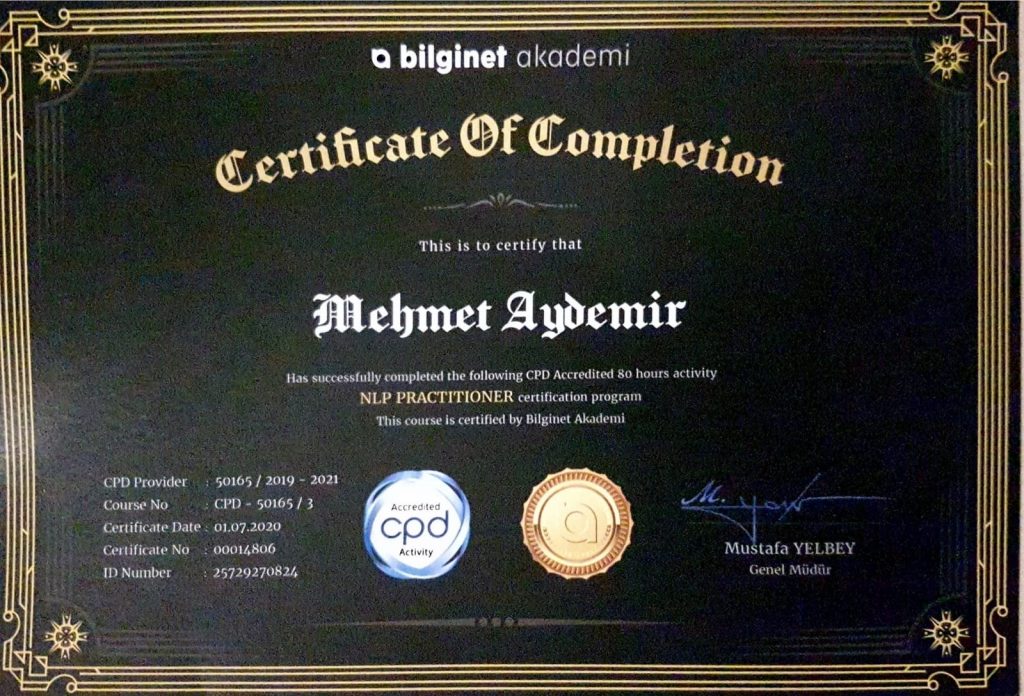 a bilginet akademi
Certificate Of Completion
This is to certify that
Mehmet Aydemir
Has successfully completed the following CPD Accredited 80 hours activity
NLP PRACTITIONER certification program
This course is certified by Bilginet Akademi
CPD Provider : 50165 / 2019 - 2021
Course No : CPD - 50165 / 3
Certificate Date : 01.07.2020
Certificate No : 00014806
ID Number : 25729270824
Accredited
cpd
Activity
a
Mustafa YELBEY
Genel Müdür